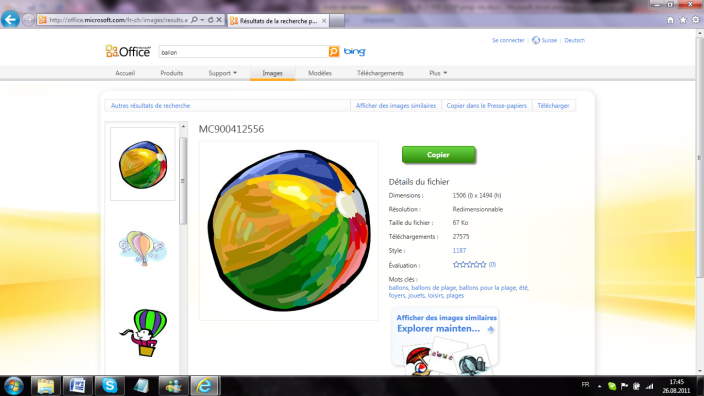 http://office.microsoft.com/fr-ch/images/results.a
Résultats de la recherche p...
Se connecter | Suisse | Deutsch
Office ballon bing
Accueil Produits Support Images Modèles Téléchargements Plus
Autres résultats de recherche Afficher des images similaires Copier dans le Presse-papiers Télécharger
MC900412556
Copier
Détails du fichier
Dimensions : 1506 (l) x 1494 (h)
Résolution : Redimensionnable
Taille du fichier : 67 Ko
Téléchargements : 27575
Style : 1187
Évaluation : (0)
Mots clés :
ballons, ballons de plage, ballons pour la plage, été,
foyers, jouets, loisirs, plages
Afficher des images similaires
Explorer mainten...
FR 17:45
26.08.2011